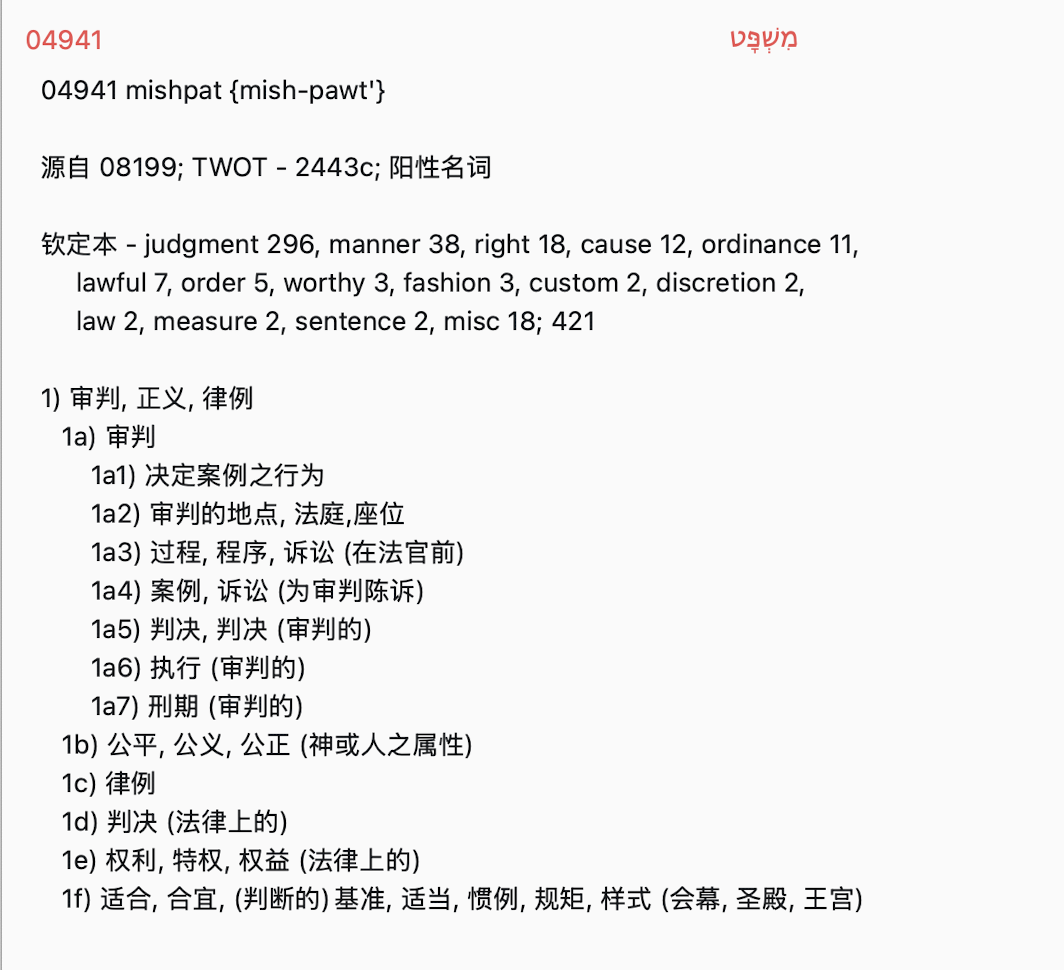 04941 מִשְׁפָּט
04941 mishpat {mish-pawt'}
源自 08199; TWOT - 2443c; 阳性名词
钦定本 - judgment 296, manner 38, right 18, cause 12, ordinance 11,
lawful 7, order 5, worthy 3, fashion 3, custom 2, discretion 2,
law 2, measure 2, sentence 2, misc 18; 421
1) 审判, 正义, 律例
1a) 审判
1a1) 决定案例之行为
1a2) 审判的地点, 法庭,座位
1a3) 过程, 程序, 诉讼 (在法官前)
1a4) 案例, 诉讼 (为审判陈诉)
1a5) 判决, 判决 (审判的)
1a6) 执行 (审判的)
1a7) 刑期 (审判的)
1b) 公平, 公义, 公正 (神或人之属性)
1c) 律例
1d) 判决 (法律上的)
1e) 权利, 特权, 权益 (法律上的)
1f) 适合, 合宜, (判断的) 基准, 适当, 惯例, 规矩, 样式 (会幕, 圣殿, 王宫)